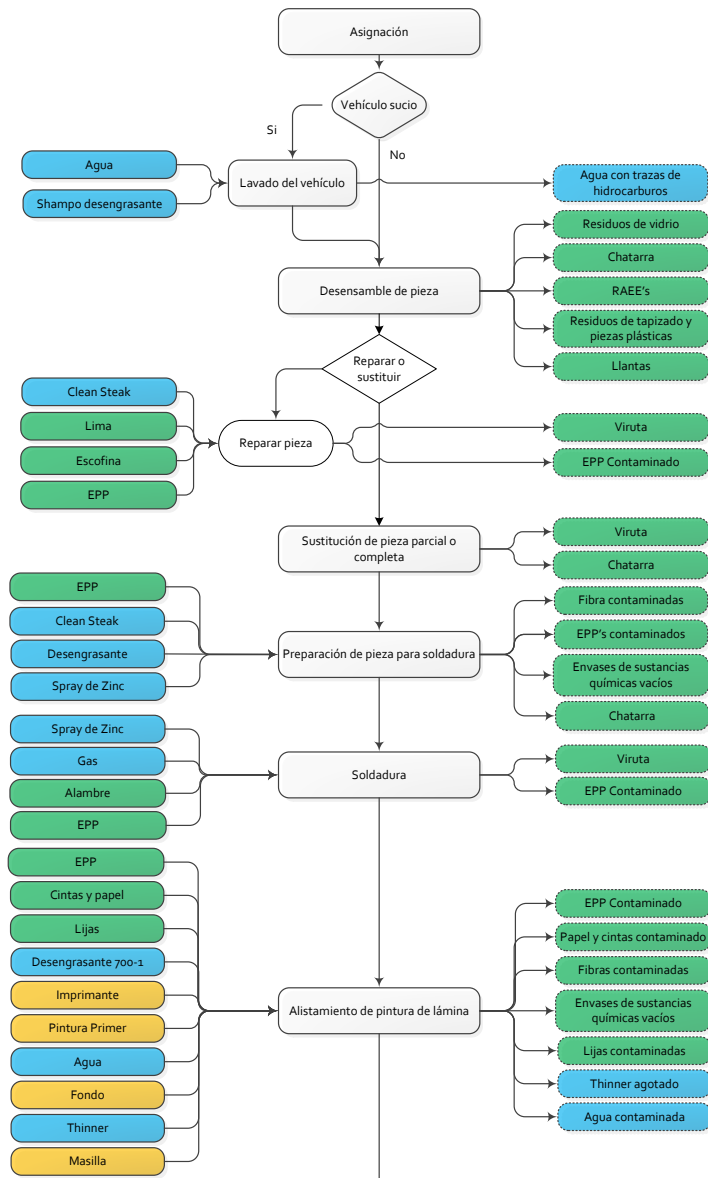 Asignación
Vehículo sucio
Si
No
Agua
Shampo desengrasante
Lavado del vehículo
Agua con trazas de
hidrocarburos
Residuos de vidrio
Chatarra
RAEE's
Residuos de tapizado y
piezas plásticas
Llantas
Desensamble de pieza
Reparar o
sustituir
Clean Steak
Lima
Escofina
EPP
Reparar pieza
Viruta
EPP Contaminado
Sustitución de pieza parcial o
completa
Viruta
Chatarra
EPP
Clean Steak
Desengrasante
Spray de Zinc
Preparación de pieza para soldadura
Fibra contaminadas
EPP's contaminados
Envases de sustancias
químicas vacíos
Chatarra
Spray de Zinc
Gas
Alambre
EPP
Soldadura
Viruta
EPP Contaminado
EPP
Cintas y papel
Lijas
Desengrasante 700-1
Imprimante
Pintura Primer
Agua
Fondo
Thinner
Masilla
Alistamiento de pintura de lámina
EPP Contaminado
Papel y cintas contaminado
Fibras contaminadas
Envases de sustancias
químicas vacíos
Lijas contaminadas
Thinner agotado
Agua contaminada